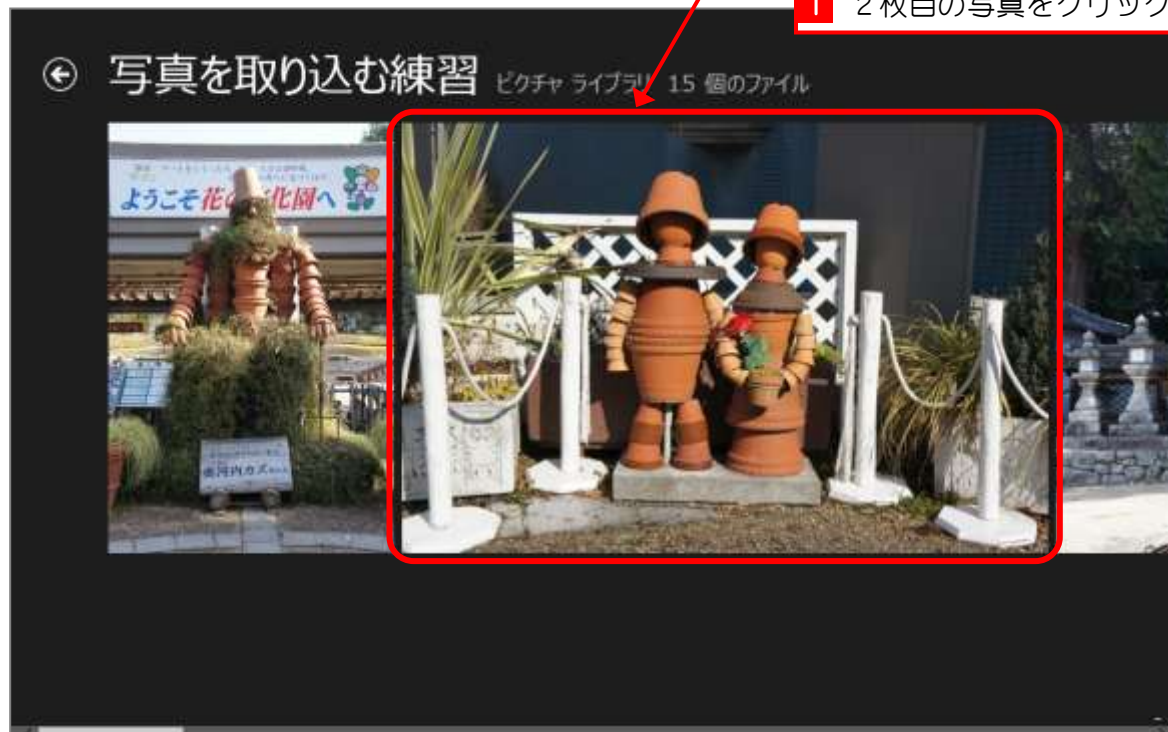 1 2枚目の写真をクリック
写真を取り込む練習 ピクチャ ライブラリ 15 個のファイル
ようこそ花の文化園へ